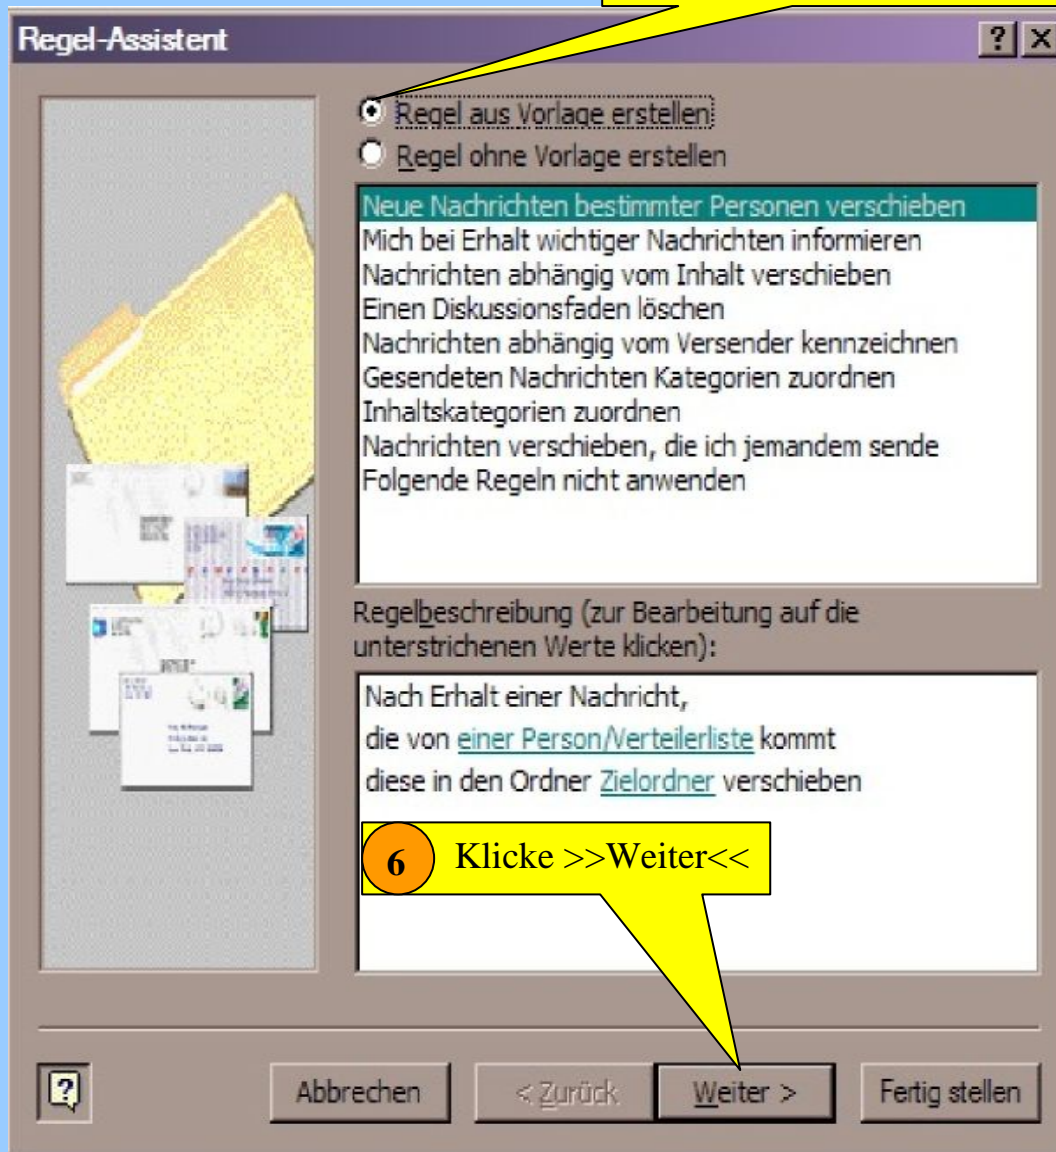 Regel-Assistent
Regel aus Vorlage erstellen
Regel ohne Vorlage erstellen
Neue Nachrichten bestimmter Personen verschieben
Mich bei Erhalt wichtiger Nachrichten informieren
Nachrichten abhängig vom Inhalt verschieben
Einen Diskussionsfaden löschen
Nachrichten abhängig vom Versender kennzeichnen
Gesendeten Nachrichten Kategorien zuordnen
Inhaltskategorien zuordnen
Nachrichten verschieben, die ich jemandem sende
Folgende Regeln nicht anwenden
Regelbeschreibung (zur Bearbeitung auf die
unterstrichenen Werte klicken):
Nach Erhalt einer Nachricht,
die von einer Person/Verteilerliste kommt
diese in den Ordner Zielordner verschieben
6 Klicke >>Weiter<<
Abbrechen < Zurück Weiter > Fertig stellen